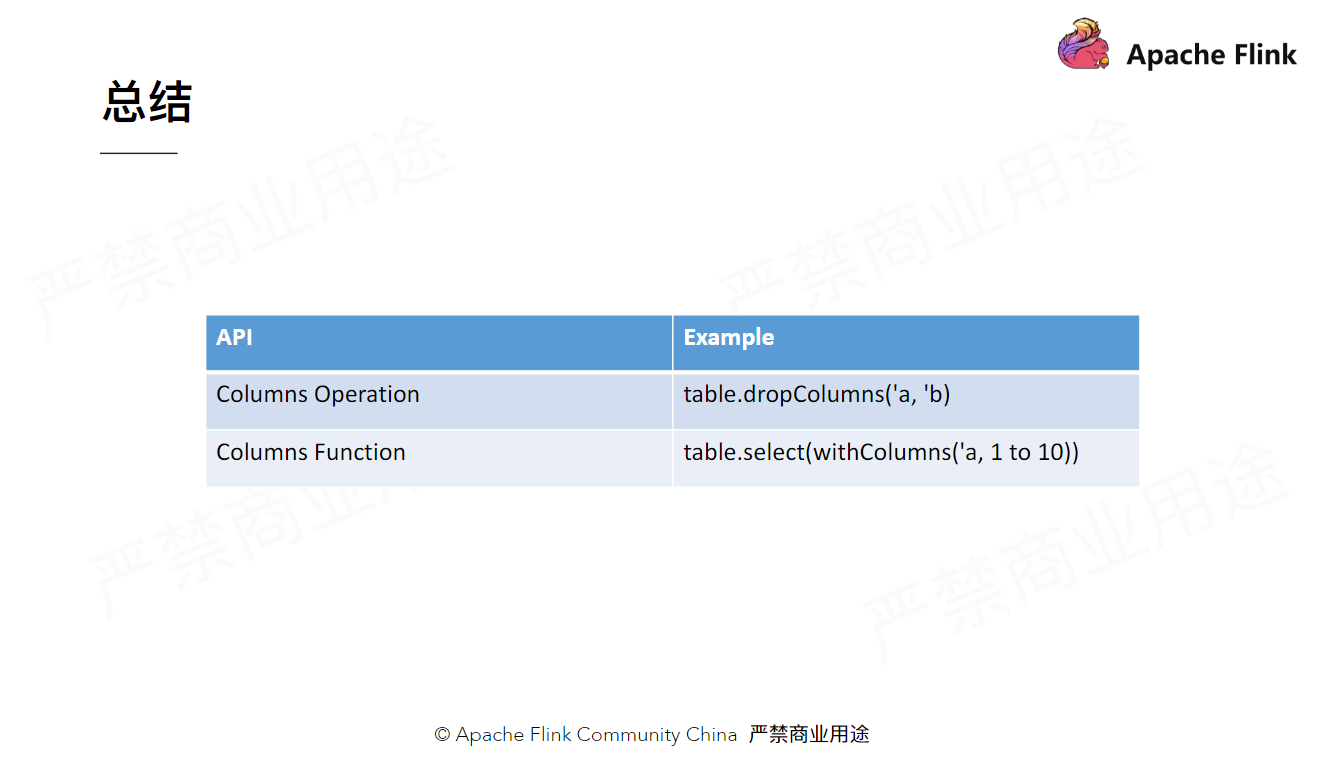 Apache Flink
总结
严禁商业用途
严禁商业用途
API Example
Columns Operation table.dropColumns('a, 'b)
Columns Function table.select(withColumns('a, 1 to 10))
严禁商业用途
严禁商业用途
© Apache Flink Community China 严禁商业用途